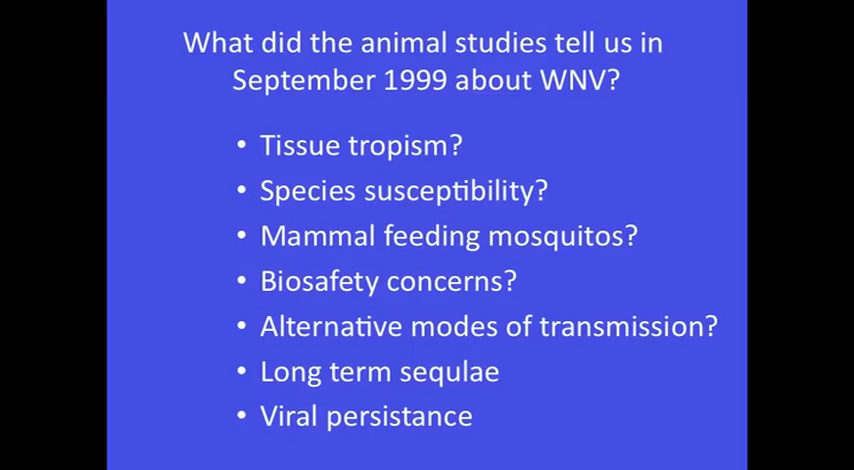 What did the animal studies tell us in
September 1999 about WNV?
• Tissue tropism?
• Species susceptibility?
• Mammal feeding mosquitos?
• Biosafety concerns?
• Alternative modes of transmission?
• Long term sequlae
• Viral persistance